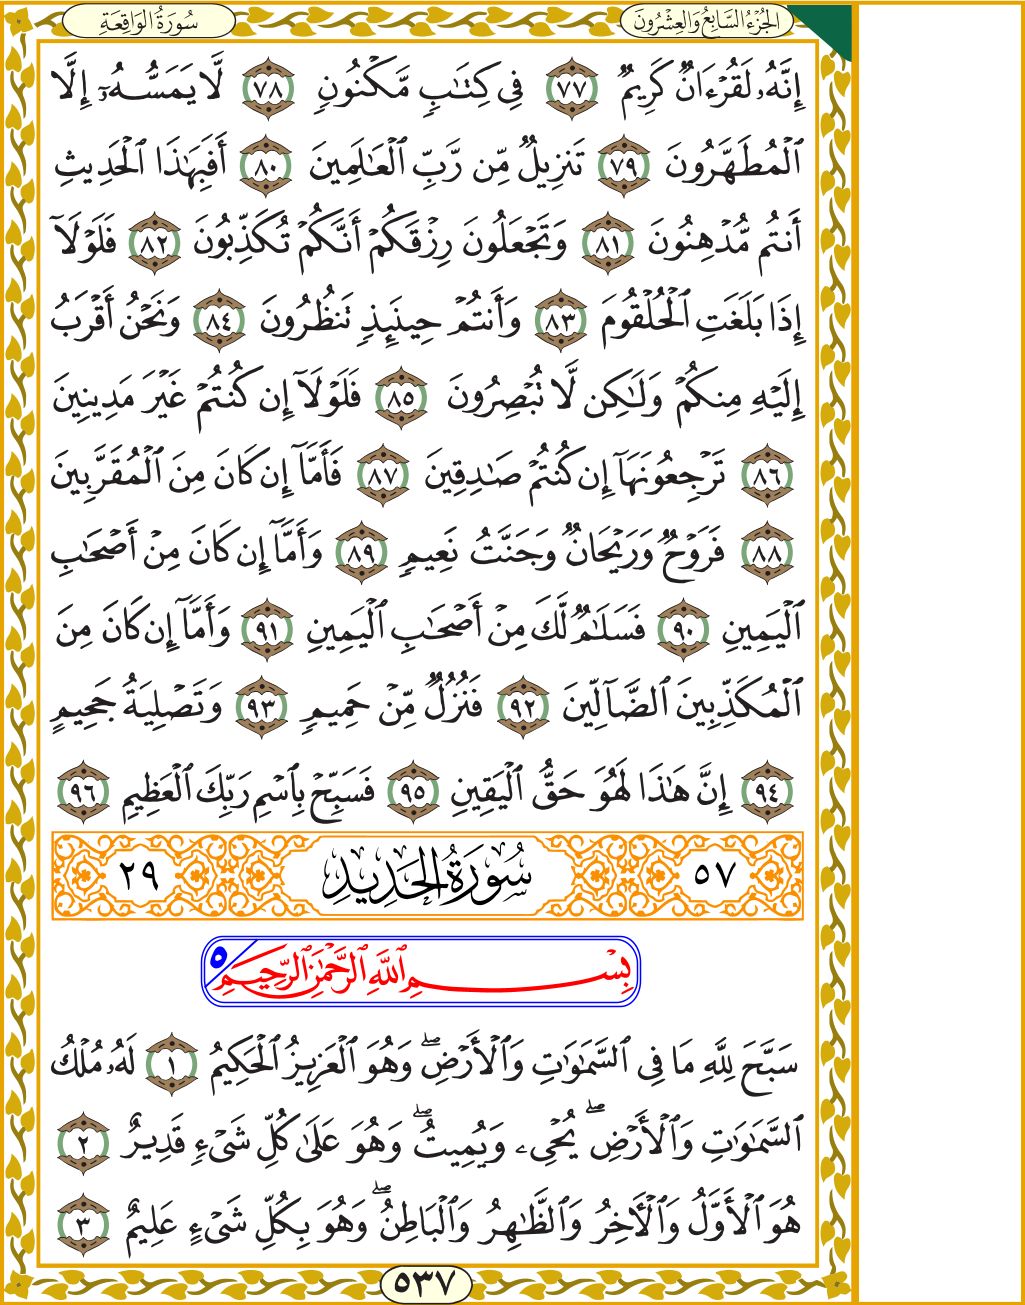 الجُزءُ السَّابِعُ وَالعِشْرُونَ
سُورَةُ الوَاقِعَةِ
إِنَّهُۥ لَقُرْءَانٌ كَرِيمٌ ٧٧ فِى كِتَٰبٍ مَّكْنُونٍ ٧٨ لَّا يَمَسُّهُۥٓ إِلَّا
ٱلْمُطَهَّرُونَ ٧٩ تَنزِيلٌ مِّن رَّبِّ ٱلْعَٰلَمِينَ ٨٠ أَفَبِهَٰذَا ٱلْحَدِيثِ
أَنتُم مُّدْهِنُونَ ٨١ وَتَجْعَلُونَ رِزْقَكُمْ أَنَّكُمْ تُكَذِّبُونَ ٨٢ فَلَوْلَآ
إِذَا بَلَغَتِ ٱلْحُلْقُومَ ٨٣ وَأَنتُمْ حِينَئِذٍ تَنظُرُونَ ٨٤ وَنَحْنُ أَقْرَبُ
إِلَيْهِ مِنكُمْ وَلَٰكِن لَّا تُبْصِرُونَ ٨٥ فَلَوْلَآ إِن كُنتُمْ غَيْرَ مَدِينِينَ
٨٦ تَرْجِعُونَهَآ إِن كُنتُمْ صَٰدِقِينَ ٨٧ فَأَمَّآ إِن كَانَ مِنَ ٱلْمُقَرَّبِينَ
٨٨ فَرَوْحٌ وَرَيْحَانٌ وَجَنَّتُ نَعِيمٍ ٨٩ وَأَمَّآ إِن كَانَ مِنْ أَصْحَٰبِ
ٱلْيَمِينِ ٩٠ فَسَلَٰمٌ لَّكَ مِنْ أَصْحَٰبِ ٱلْيَمِينِ ٩١ وَأَمَّآ إِن كَانَ مِنَ
ٱلْمُكَذِّبِينَ ٱلضَّآلِّينَ ٩٢ فَنُزُلٌ مِّنْ حَمِيمٍ ٩٣ وَتَصْلِيَةُ جَحِيمٍ
٩٤ إِنَّ هَٰذَا لَهُوَ حَقُّ ٱلْيَقِينِ ٩٥ فَسَبِّحْ بِٱسْمِ رَبِّكَ ٱلْعَظِيمِ ٩٦
٥٧ سُورَةُ الحَدِيدِ ٢٩
بِسْمِ ٱللَّهِ ٱلرَّحْمَٰنِ ٱلرَّحِيمِ ٥
سَبَّحَ لِلَّهِ مَا فِى ٱلسَّمَٰوَٰتِ وَٱلْأَرْضِ ۖ وَهُوَ ٱلْعَزِيزُ ٱلْحَكِيمُ ١ لَهُۥ مُلْكُ
ٱلسَّمَٰوَٰتِ وَٱلْأَرْضِ ۖ يُحْىِۦ وَيُمِيتُ ۖ وَهُوَ عَلَىٰ كُلِّ شَىْءٍ قَدِيرٌ ٢
هُوَ ٱلْأَوَّلُ وَٱلْـَٔاخِرُ وَٱلظَّٰهِرُ وَٱلْبَاطِنُ ۖ وَهُوَ بِكُلِّ شَىْءٍ عَلِيمٌ ٣
٥٣٧